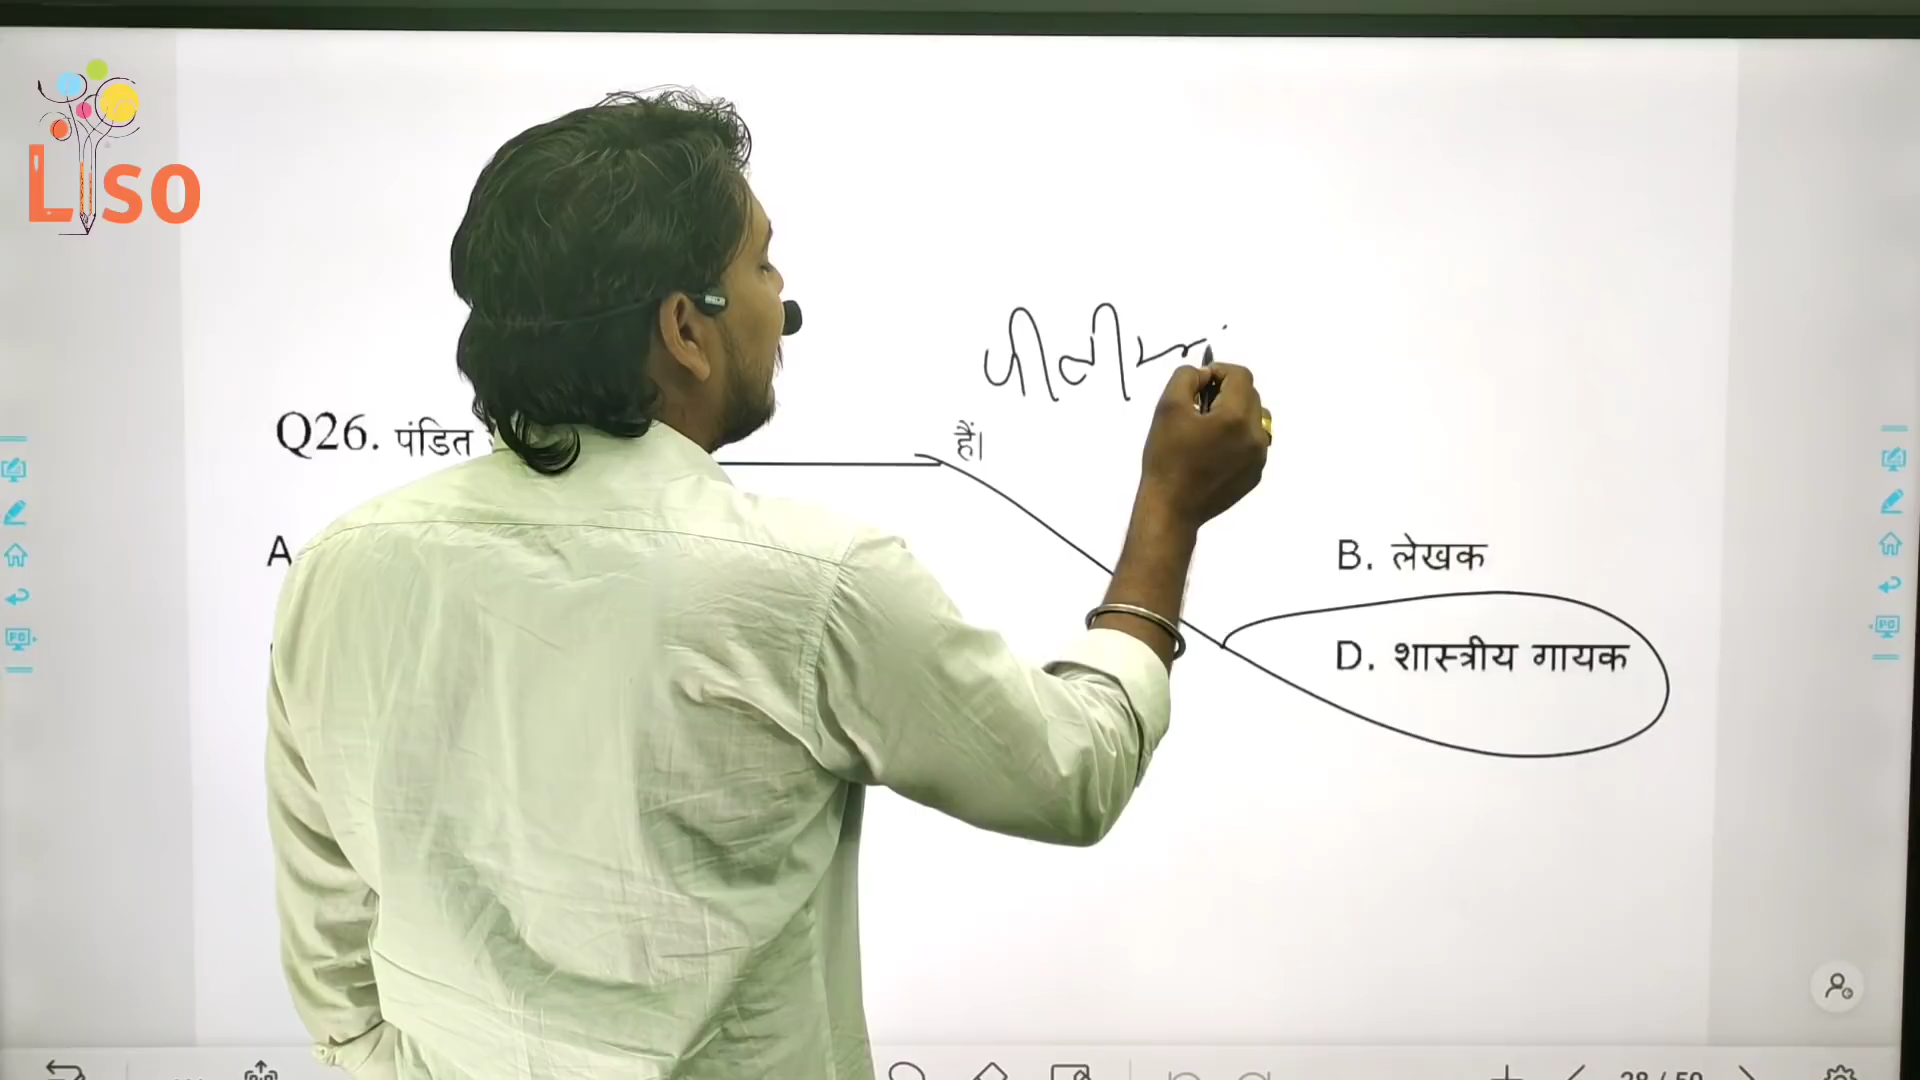 Liso
Q26. पंडित हैं।
पीलीभ
A
B. लेखक
D. शास्त्रीय गायक